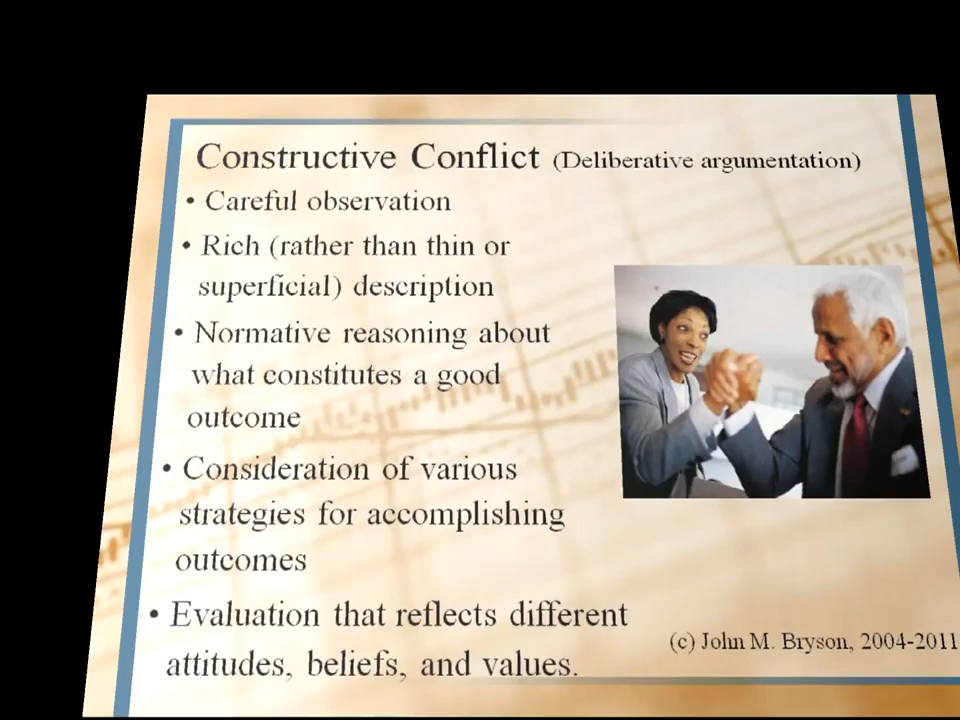 Constructive Conflict (Deliberative argumentation)
• Careful observation
• Rich (rather than thin or
superficial) description
• Normative reasoning about
what constitutes a good
outcome
• Consideration of various
strategies for accomplishing
outcomes
• Evaluation that reflects different
attitudes, beliefs, and values.
(c) John M. Bryson, 2004-2011